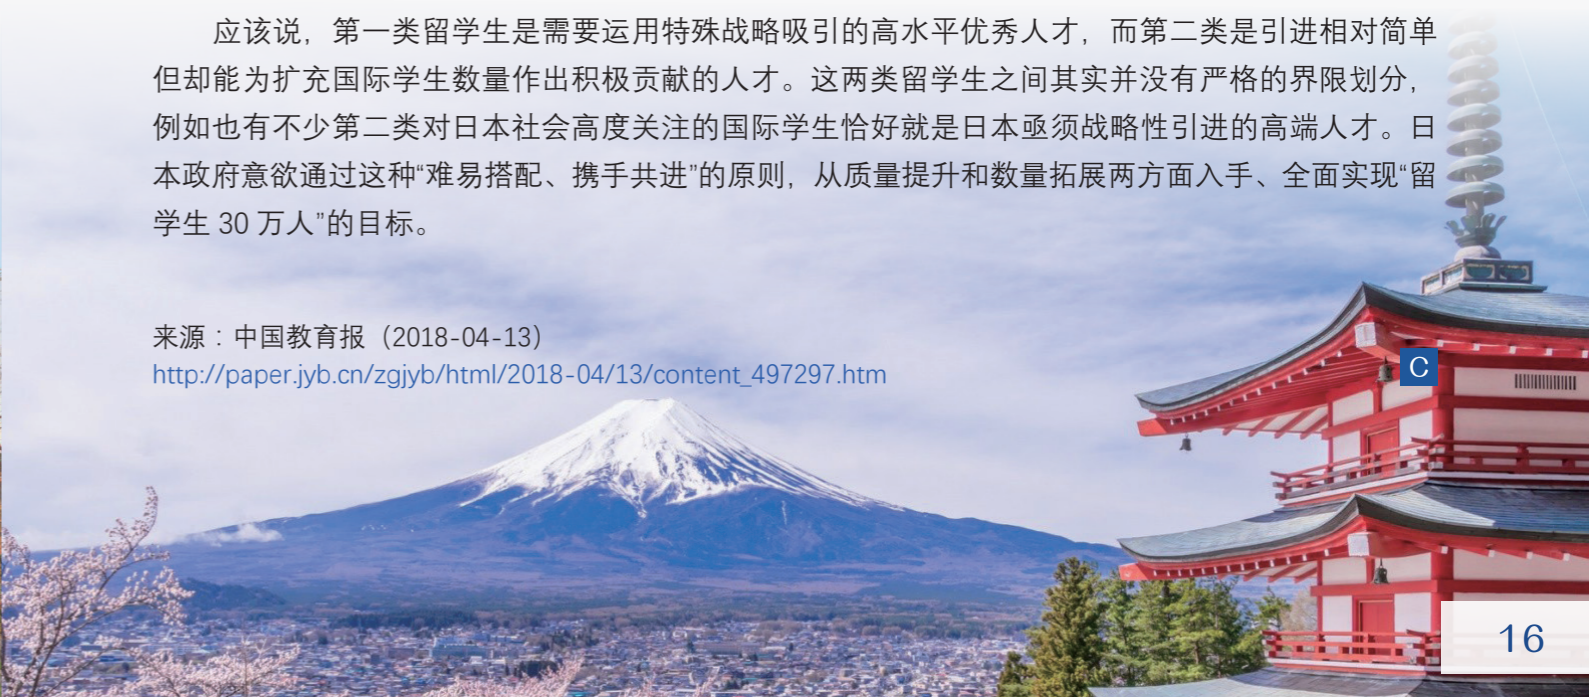 应该说，第一类留学生是需要运用特殊战略吸引的高水平优秀人才，而第二类是引进相对简单
但却能为扩充国际学生数量作出积极贡献的人才。这两类留学生之间其实并没有严格的界限划分，
例如也有不少第二类对日本社会高度关注的国际学生恰好就是日本亟须战略性引进的高端人才。日
本政府意欲通过这种“难易搭配、携手共进”的原则，从质量提升和数量拓展两方面入手、全面实现“留
学生 30 万人”的目标。
来源：中国教育报（2018-04-13）
http://paper.jyb.cn/zgjyb/html/2018-04/13/content_497297.htm
C
16